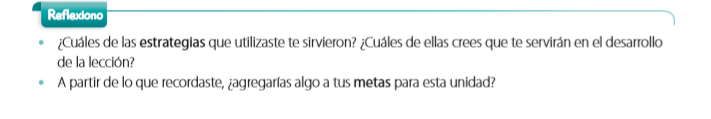 Reflexiono
• ¿Cuáles de las estrategias que utilizaste te sirvieron? ¿Cuáles de ellas crees que te servirán en el desarrollo
de la lección?
• A partir de lo que recordaste, ¿agregarías algo a tus metas para esta unidad?